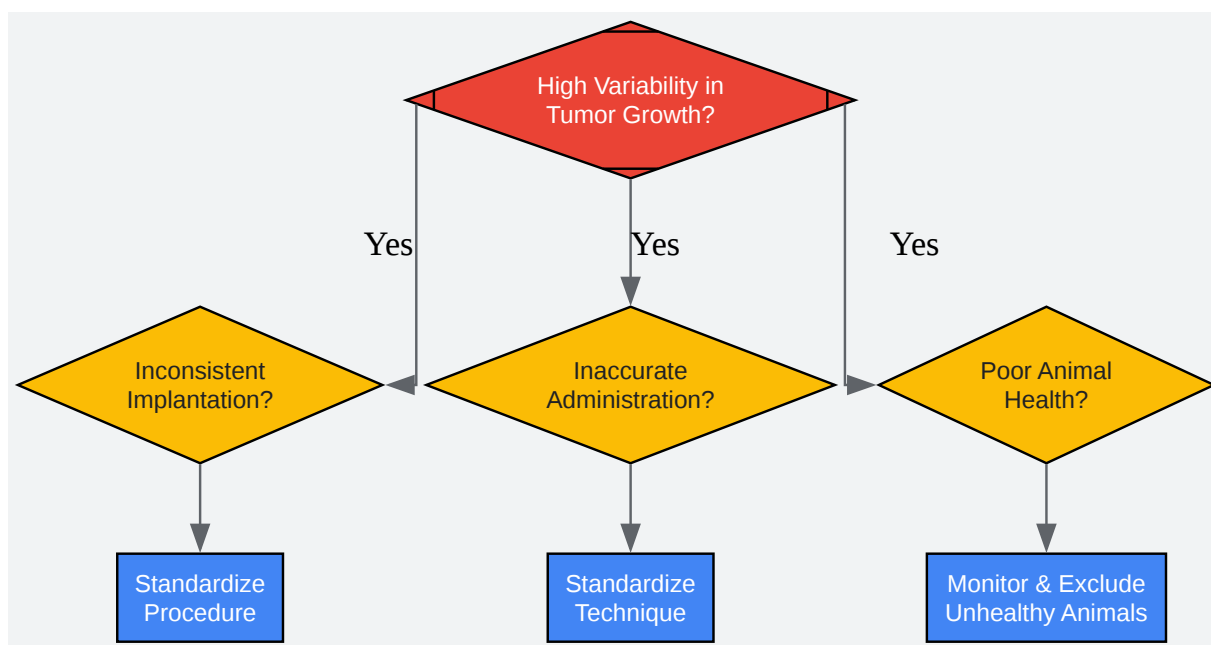 High Variability in
Tumor Growth?
Yes
Yes
Yes
Inconsistent
Implantation?
Inaccurate
Administration?
Poor Animal
Health?
Standardize
Procedure
Standardize
Technique
Monitor & Exclude
Unhealthy Animals